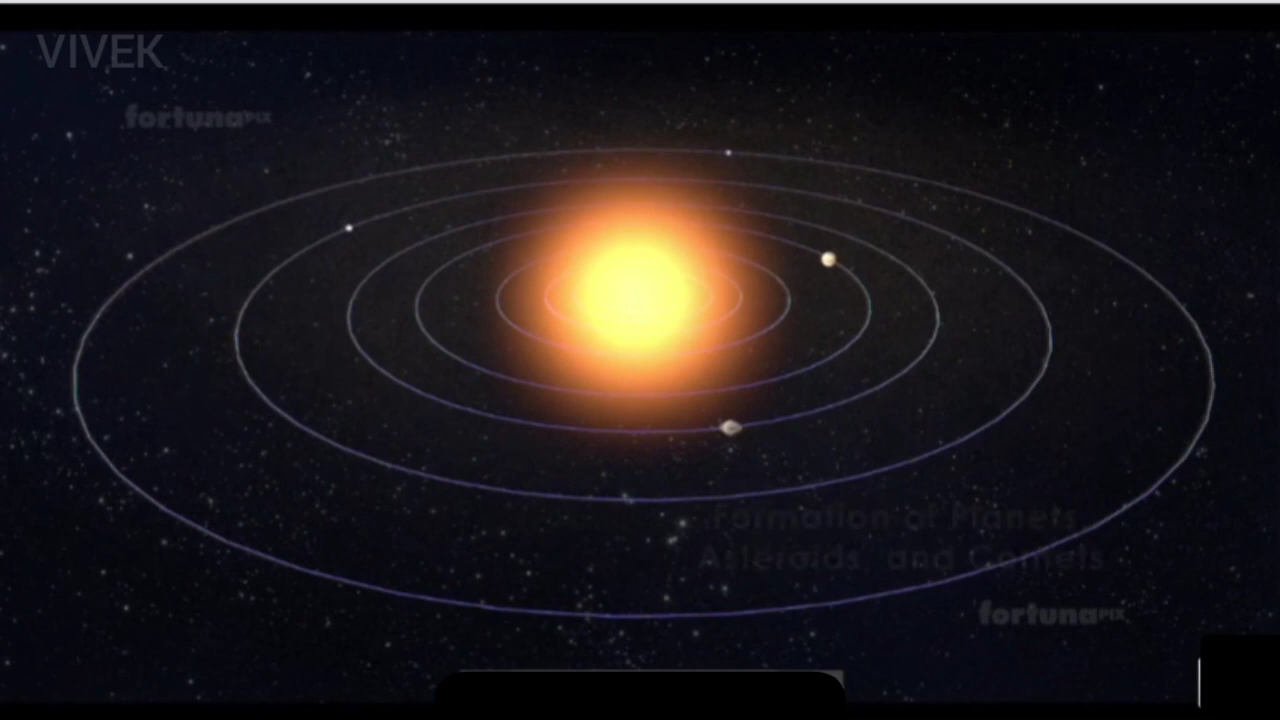 VIVEK
fortunaPIX
Formation of Planets,
Asteroids, and Comets
fortunaPIX